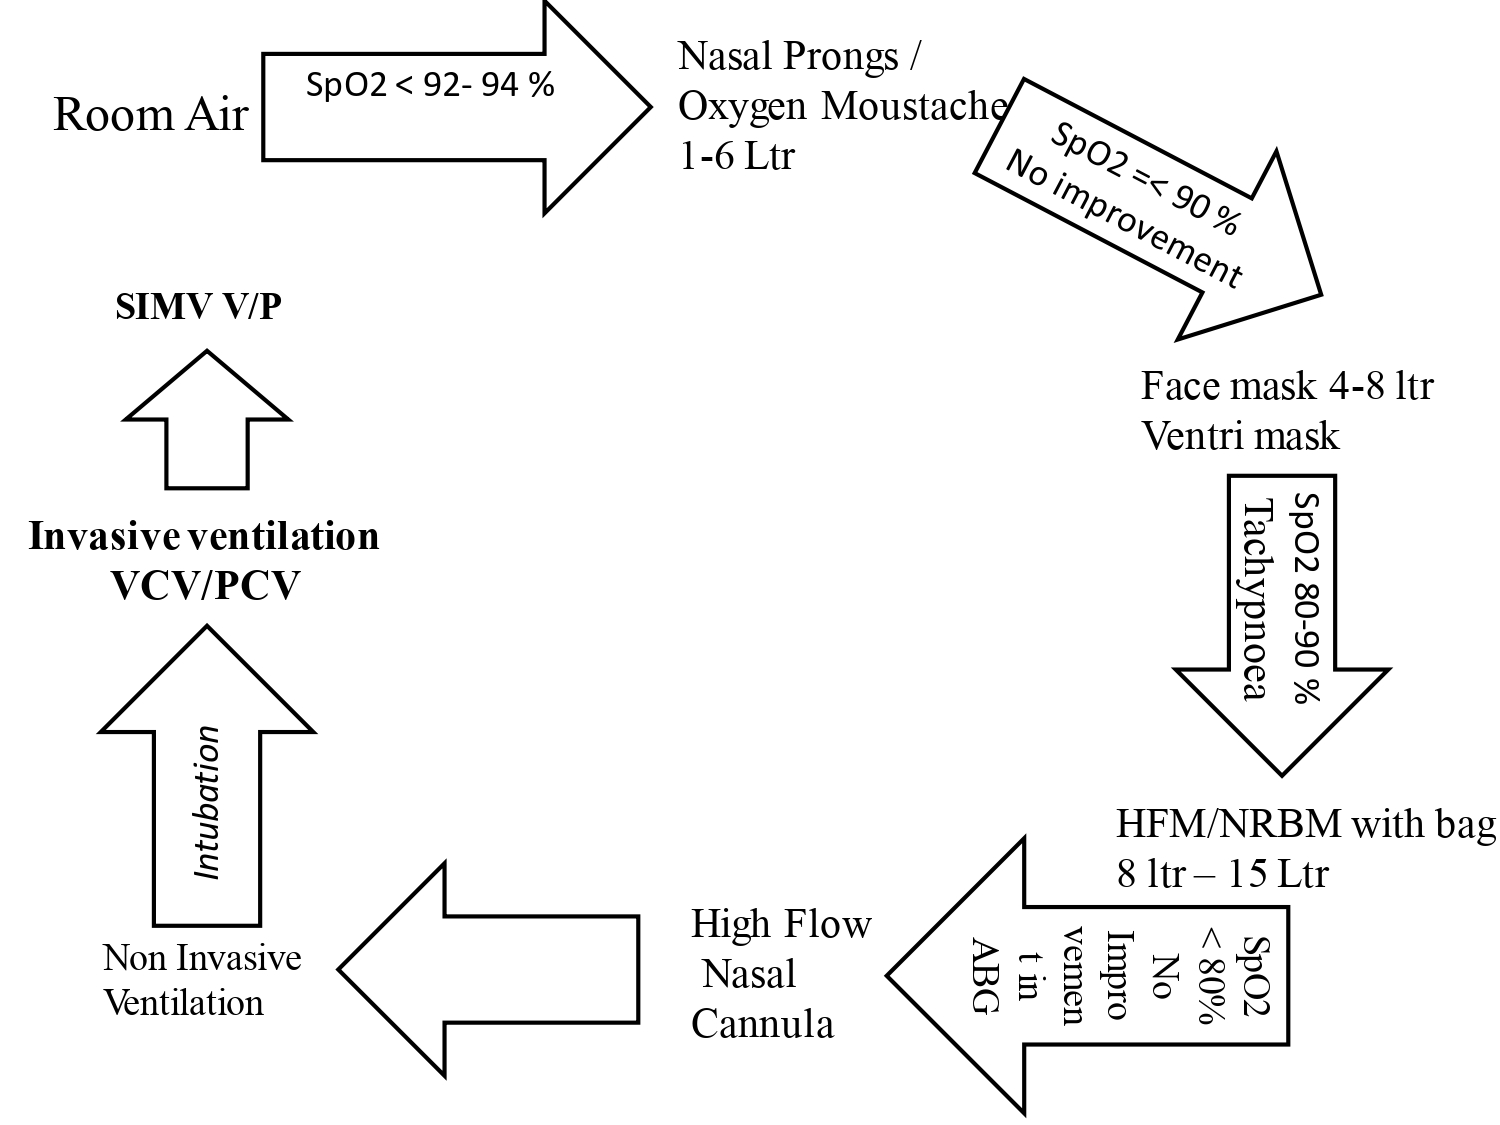 Room Air
SpO2 < 92- 94 %
Nasal Prongs /
Oxygen Moustache
1-6 Ltr
SpO2 =< 90 %
No improvement
Face mask 4-8 ltr
Ventri mask
SpO2 80-90 %
Tachypnoea
HFM/NRBM with bag
8 ltr – 15 Ltr
SpO2
< 80%
No
Impro
vemen
t in
ABG
High Flow
Nasal
Cannula
Non Invasive
Ventilation
Intubation
Invasive ventilation
VCV/PCV
SIMV V/P